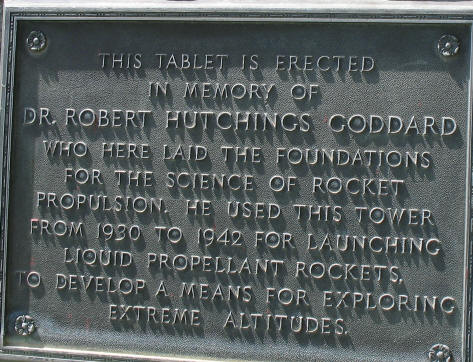 THIS TABLET IS ERECTED
IN MEMORY OF
DR. ROBERT HUTCHINGS GODDARD
WHO HERE LAID THE FOUNDATIONS
FOR THE SCIENCE OF ROCKET
PROPULSION. HE USED THIS TOWER
FROM 1930 TO 1942 FOR LAUNCHING
LIQUID PROPELLANT ROCKETS,
TO DEVELOP A MEANS FOR EXPLORING
EXTREME ALTITUDES.